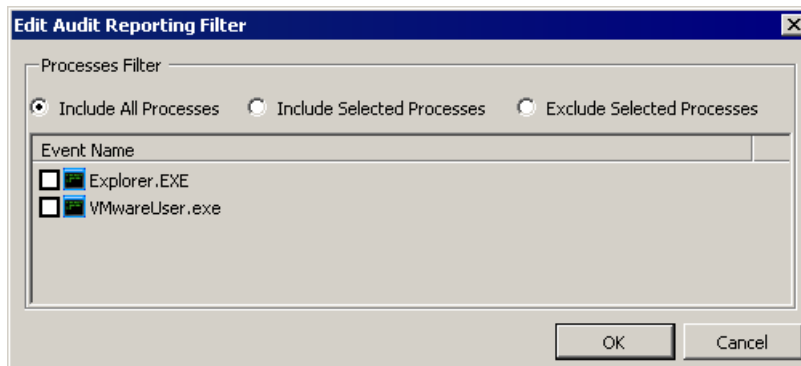 Edit Audit Reporting Filter
Processes Filter
Include All Processes Include Selected Processes Exclude Selected Processes
Event Name
Explorer.EXE
VMwareUser.exe
OK Cancel